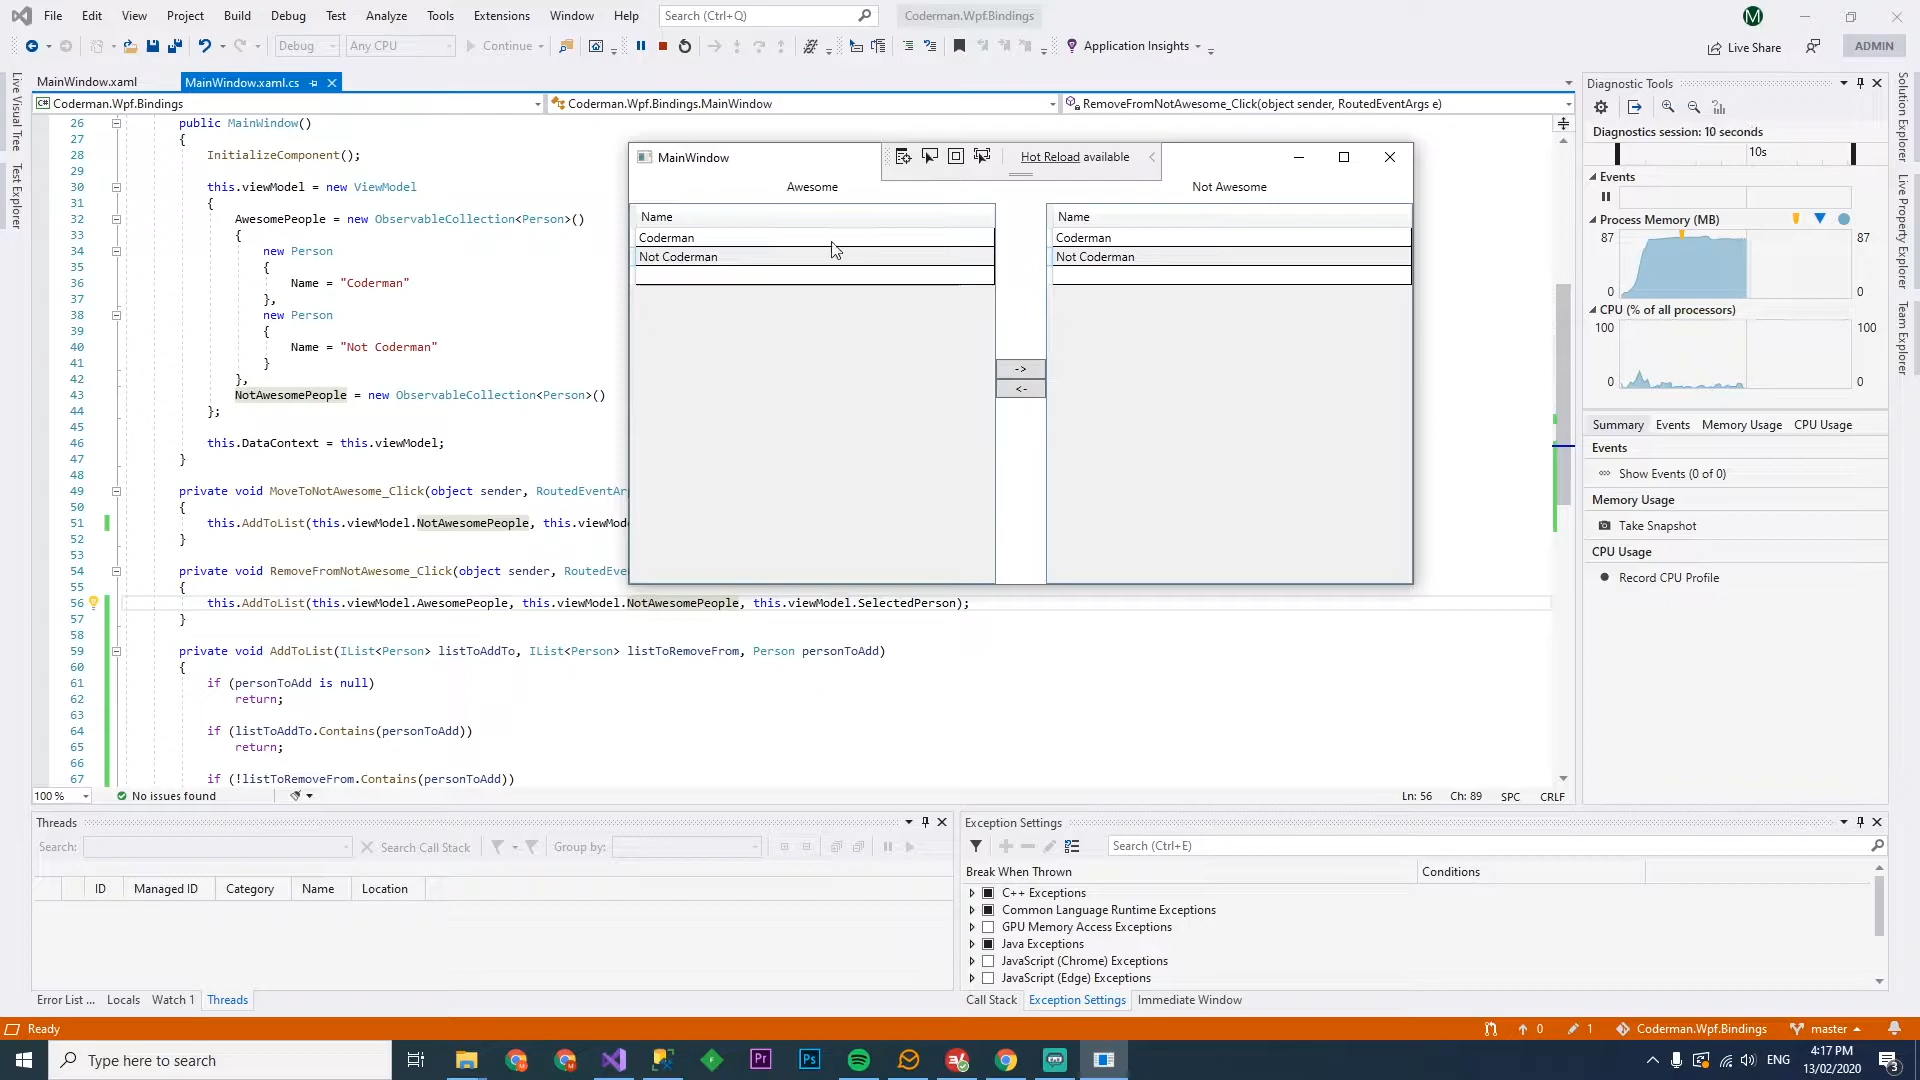 File Edit View Project Build Debug Test Analyze Tools Extensions Window Help Search (Ctrl+Q) Coderman.Wpf.Bindings M
Debug Any CPU Continue Application Insights Live Share ADMIN
MainWindow.xaml MainWindow.xaml.cs
Coderman.Wpf.Bindings Coderman.Wpf.Bindings.MainWindow RemoveFromNotAwesome_Click(object sender, RoutedEventArgs e)
Live Visual Tree
Test Explorer
26 public MainWindow()
27 {
28 InitializeComponent();
29
30 this.viewModel = new ViewModel
31 {
32 AwesomePeople = new ObservableCollection<Person>()
33 {
34 new Person
35 {
36 Name = "Coderman"
37 },
38 new Person
39 {
40 Name = "Not Coderman"
41 }
42 },
43 NotAwesomePeople = new ObservableCollection<Person>()
44 };
45
46 this.DataContext = this.viewModel;
47 }
48
49 private void MoveToNotAwesome_Click(object sender, RoutedEventAr
50 {
51 this.AddToList(this.viewModel.NotAwesomePeople, this.viewMod
52 }
53
54 private void RemoveFromNotAwesome_Click(object sender, RoutedEve
55 {
56 this.AddToList(this.viewModel.AwesomePeople, this.viewModel.NotAwesomePeople, this.viewModel.SelectedPerson);
57 }
58
59 private void AddToList(IList<Person> listToAddTo, IList<Person> listToRemoveFrom, Person personToAdd)
60 {
61 if (personToAdd is null)
62 return;
63
64 if (listToAddTo.Contains(personToAdd))
65 return;
66
67 if (!listToRemoveFrom.Contains(personToAdd))
MainWindow Hot Reload available
Awesome Not Awesome
Name Name
Coderman Coderman
Not Coderman Not Coderman
->
<-
100 % No issues found Ln: 56 Ch: 89 SPC CRLF
Diagnostic Tools
Diagnostics session: 10 seconds
10s
Events
Process Memory (MB)
87 87
0 0
CPU (% of all processors)
100 100
0 0
Summary Events Memory Usage CPU Usage
Events
Show Events (0 of 0)
Memory Usage
Take Snapshot
CPU Usage
Record CPU Profile
Solution Explorer
Live Property Explorer
Team Explorer
Threads
Search: Search Call Stack Group by:
ID Managed ID Category Name Location
Error List ... Locals Watch 1 Threads
Exception Settings
Search (Ctrl+E)
Break When Thrown Conditions
C++ Exceptions
Common Language Runtime Exceptions
GPU Memory Access Exceptions
Java Exceptions
JavaScript (Chrome) Exceptions
JavaScript (Edge) Exceptions
Call Stack Exception Settings Immediate Window
Ready 0 1 Coderman.Wpf.Bindings master
Type here to search Pr Ps ENG 4:17 PM
13/02/2020 3